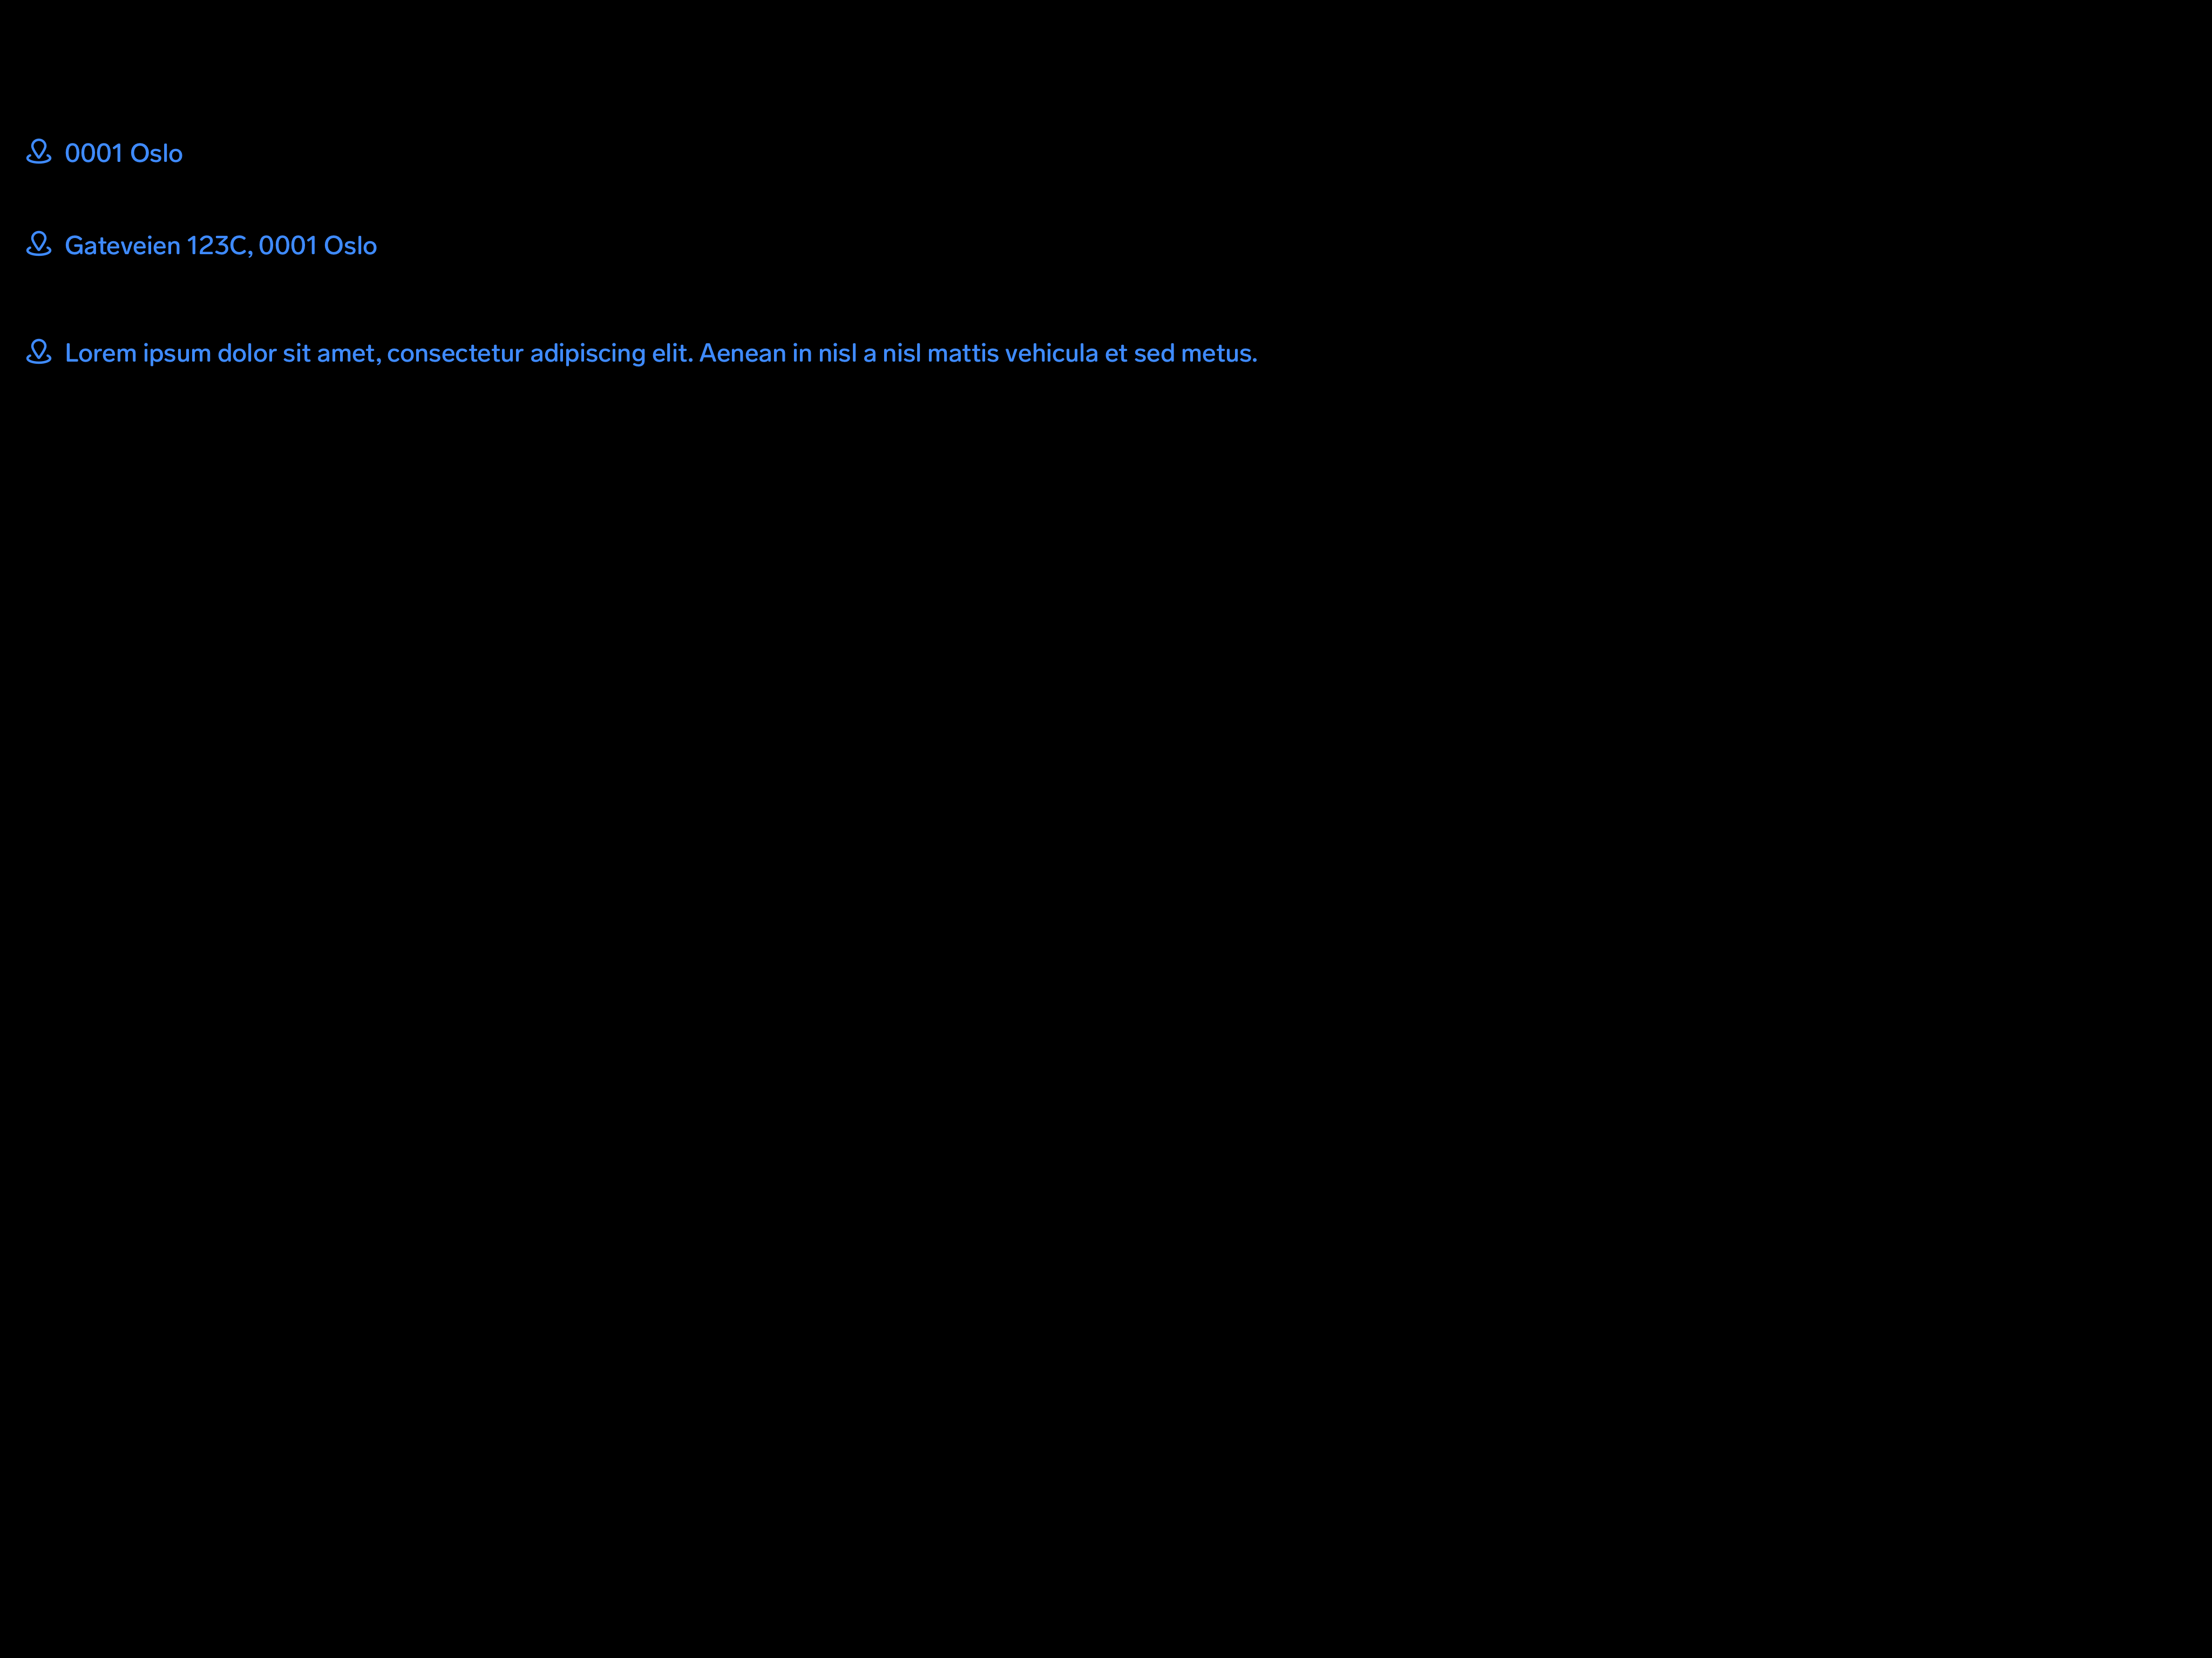 0001 Oslo
Gateveien 123C, 0001 Oslo
Lorem ipsum dolor sit amet, consectetur adipiscing elit. Aenean in nisl a nisl mattis vehicula et sed metus.